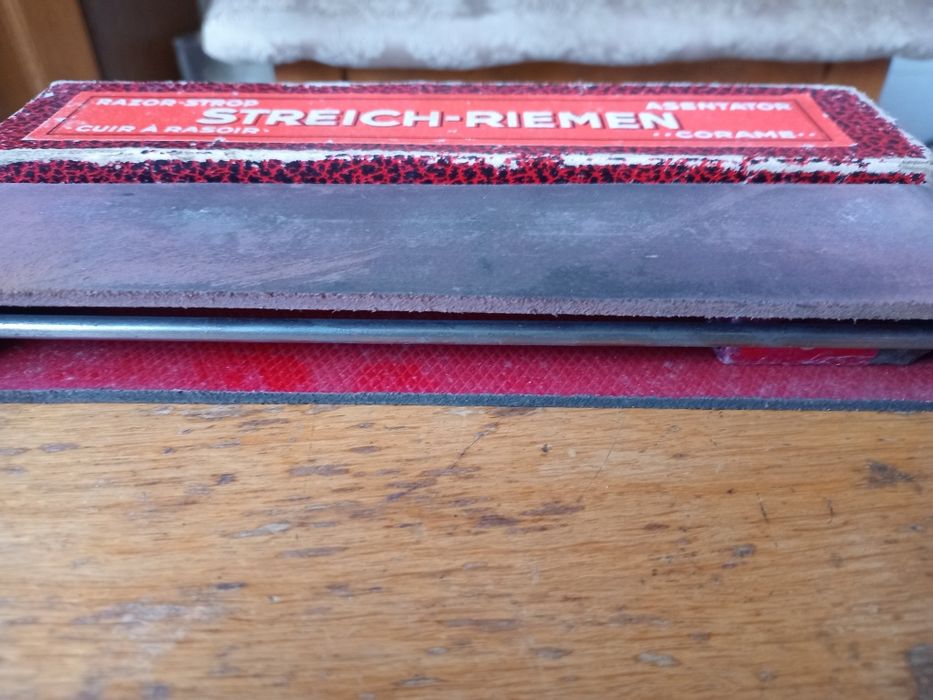 RAZOR-STROP
ASENTATOR
STREICH-RIEMEN
CUIR À RASOIR
"CORAME"